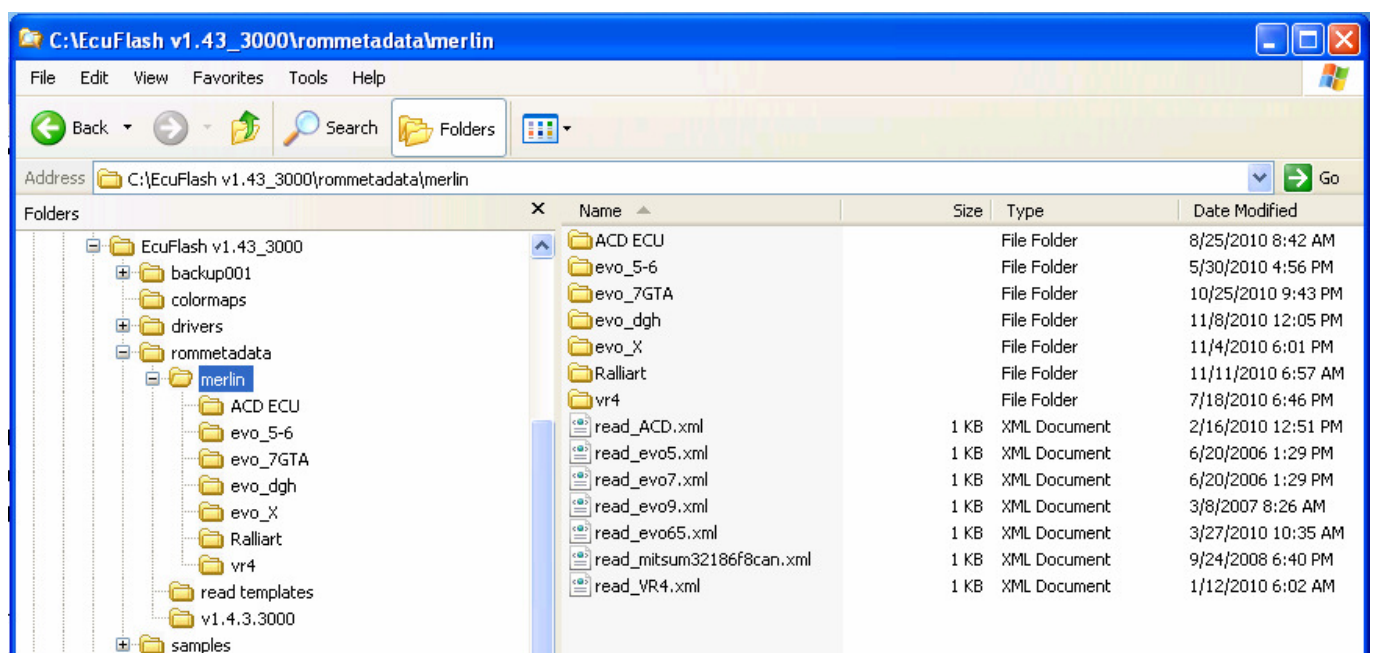 C:\EcuFlash v1.43_3000\rommetadata\merlin
File Edit View Favorites Tools Help
Back Search Folders
Address C:\EcuFlash v1.43_3000\rommetadata\merlin Go
Folders
Name Size Type Date Modified
EcuFlash v1.43_3000
backup001
colormaps
drivers
rommetadata
merlin
ACD ECU
evo_5-6
evo_7GTA
evo_dgh
evo_X
Ralliart
vr4
read templates
v1.4.3.3000
samples
ACD ECU File Folder 8/25/2010 8:42 AM
evo_5-6 File Folder 5/30/2010 4:56 PM
evo_7GTA File Folder 10/25/2010 9:43 PM
evo_dgh File Folder 11/8/2010 12:05 PM
evo_X File Folder 11/4/2010 6:01 PM
Ralliart File Folder 11/11/2010 6:57 AM
vr4 File Folder 7/18/2010 6:46 PM
read_ACD.xml 1 KB XML Document 2/16/2010 12:51 PM
read_evo5.xml 1 KB XML Document 6/20/2006 1:29 PM
read_evo7.xml 1 KB XML Document 6/20/2006 1:29 PM
read_evo9.xml 1 KB XML Document 3/8/2007 8:26 AM
read_evo65.xml 1 KB XML Document 3/27/2010 10:35 AM
read_mitsum32186f8can.xml 1 KB XML Document 9/24/2008 6:40 PM
read_VR4.xml 1 KB XML Document 1/12/2010 6:02 AM